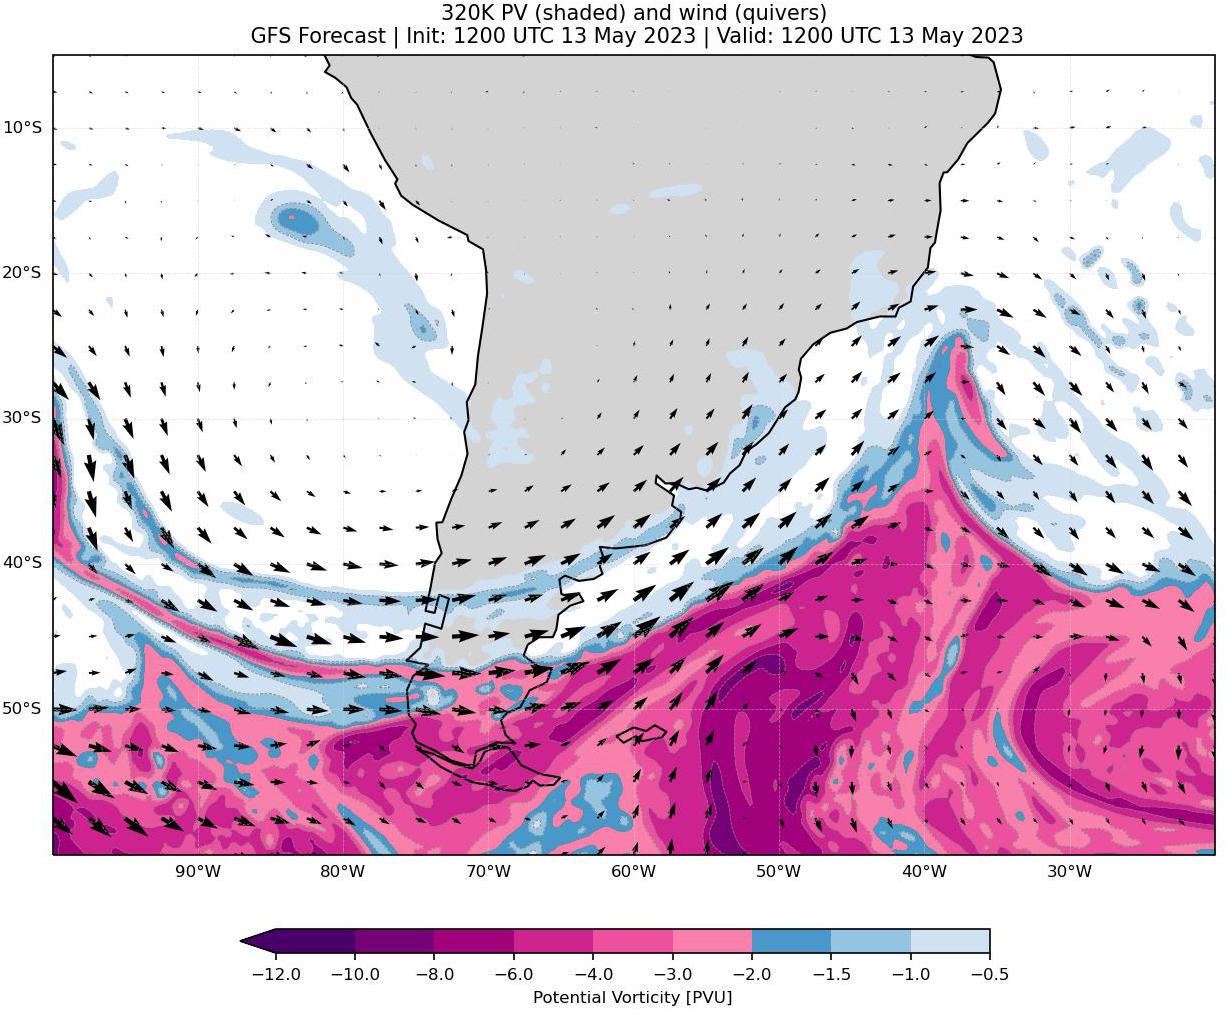 320K PV (shaded) and wind (quivers)
GFS Forecast | Init: 1200 UTC 13 May 2023 | Valid: 1200 UTC 13 May 2023
10°S
20°S
30°S
40°S
50°S
90°W 80°W 70°W 60°W 50°W 40°W 30°W
−12.0 −10.0 −8.0 −6.0 −4.0 −3.0 −2.0 −1.5 −1.0 −0.5
Potential Vorticity [PVU]